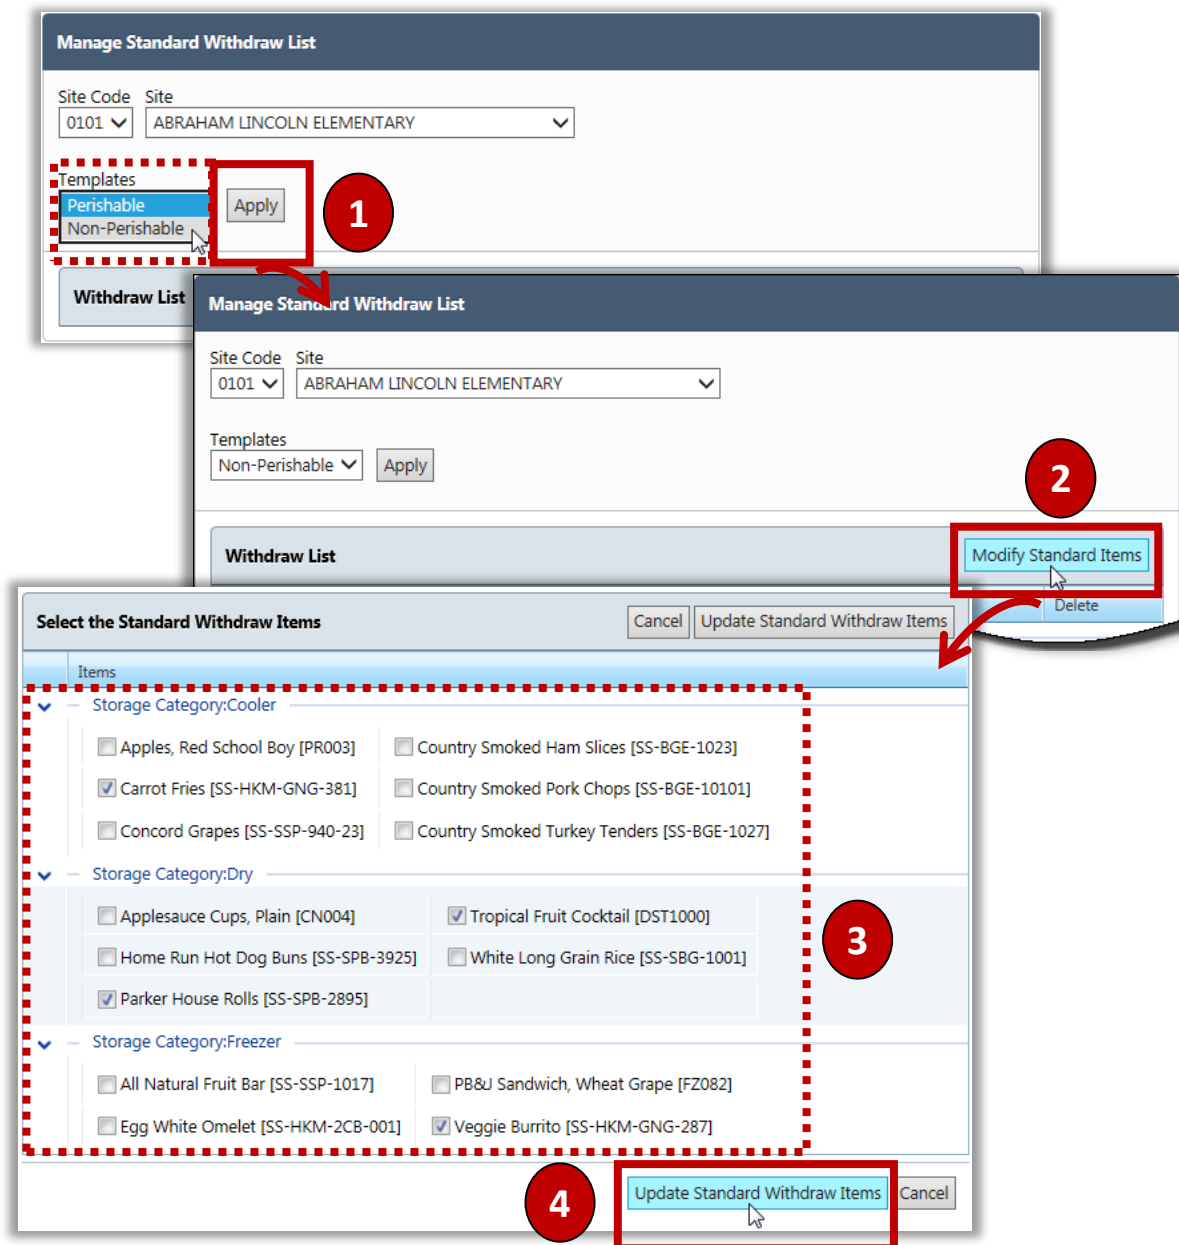 Manage Standard Withdraw List
Site Code Site
0101 ABRAHAM LINCOLN ELEMENTARY
Templates
Perishable
Non-Perishable
Apply
1
Withdraw List
Manage Standard Withdraw List
Site Code Site
0101 ABRAHAM LINCOLN ELEMENTARY
Templates
Non-Perishable Apply
2
Withdraw List
Modify Standard Items
Delete
Select the Standard Withdraw Items
Cancel Update Standard Withdraw Items
Items
Storage Category:Cooler
Apples, Red School Boy [PR003] Country Smoked Ham Slices [SS-BGE-1023]
Carrot Fries [SS-HKM-GNG-381] Country Smoked Pork Chops [SS-BGE-10101]
Concord Grapes [SS-SSP-940-23] Country Smoked Turkey Tenders [SS-BGE-1027]
Storage Category:Dry
Applesauce Cups, Plain [CN004] Tropical Fruit Cocktail [DST1000]
Home Run Hot Dog Buns [SS-SPB-3925] White Long Grain Rice [SS-SBG-1001]
Parker House Rolls [SS-SPB-2895]
3
Storage Category:Freezer
All Natural Fruit Bar [SS-SSP-1017] PB&J Sandwich, Wheat Grape [FZ082]
Egg White Omelet [SS-HKM-2CB-001] Veggie Burrito [SS-HKM-GNG-287]
4
Update Standard Withdraw Items Cancel